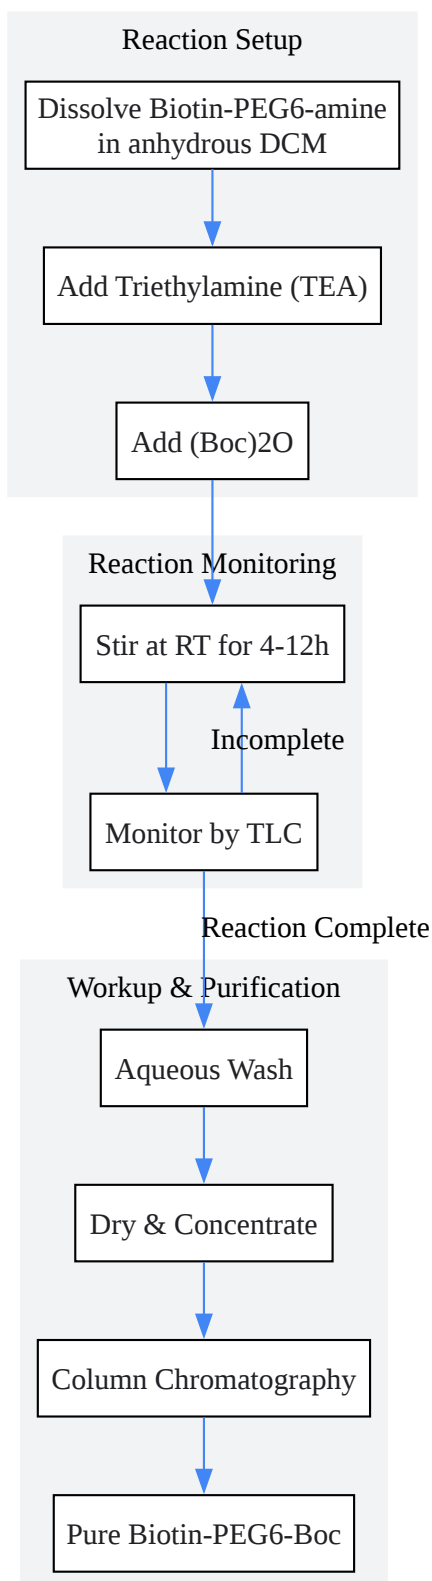 Reaction Setup
Dissolve Biotin-PEG6-amine
in anhydrous DCM
Add Triethylamine (TEA)
Add (Boc)2O
Reaction Monitoring
Stir at RT for 4-12h
Incomplete
Monitor by TLC
Reaction Complete
Workup & Purification
Aqueous Wash
Dry & Concentrate
Column Chromatography
Pure Biotin-PEG6-Boc